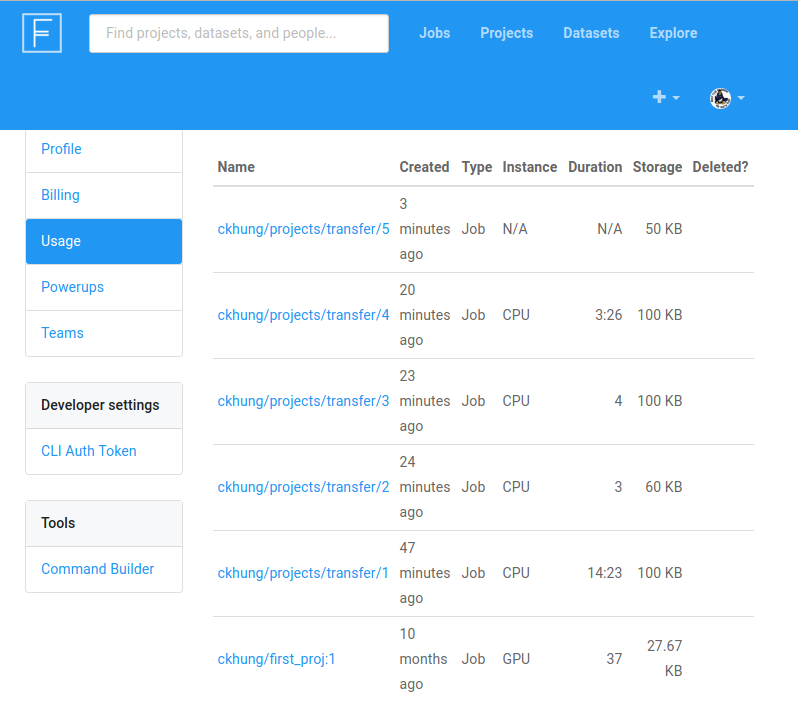 F
Find projects, datasets, and people...
Jobs Projects Datasets Explore
Profile
Billing
Usage
Powerups
Teams
Developer settings
CLI Auth Token
Tools
Command Builder
Name Created Type Instance Duration Storage Deleted?
ckhung/projects/transfer/5 3 minutes ago Job N/A N/A 50 KB
ckhung/projects/transfer/4 20 minutes ago Job CPU 3:26 100 KB
ckhung/projects/transfer/3 23 minutes ago Job CPU 4 100 KB
ckhung/projects/transfer/2 24 minutes ago Job CPU 3 60 KB
ckhung/projects/transfer/1 47 minutes ago Job CPU 14:23 100 KB
ckhung/first_proj:1 10 months ago Job GPU 37 27.67 KB